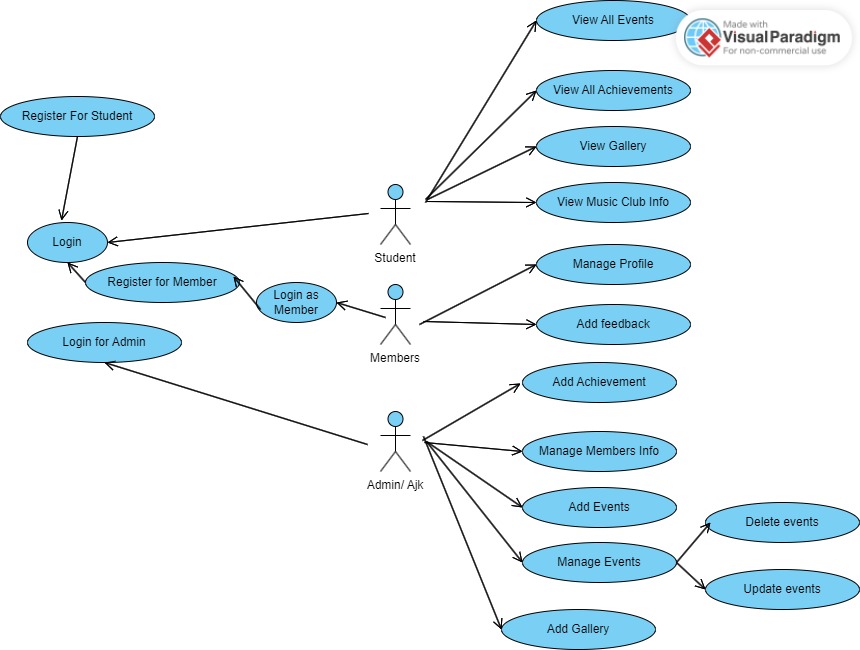 View All Events
Made with
VisualParadigm
For non-commercial use
View All Achievements
Register For Student
View Gallery
View Music Club Info
Login
Student
Manage Profile
Register for Member
Login as
Member
Add feedback
Login for Admin
Members
Add Achievement
Manage Members Info
Admin/ Ajk
Add Events
Delete events
Manage Events
Update events
Add Gallery